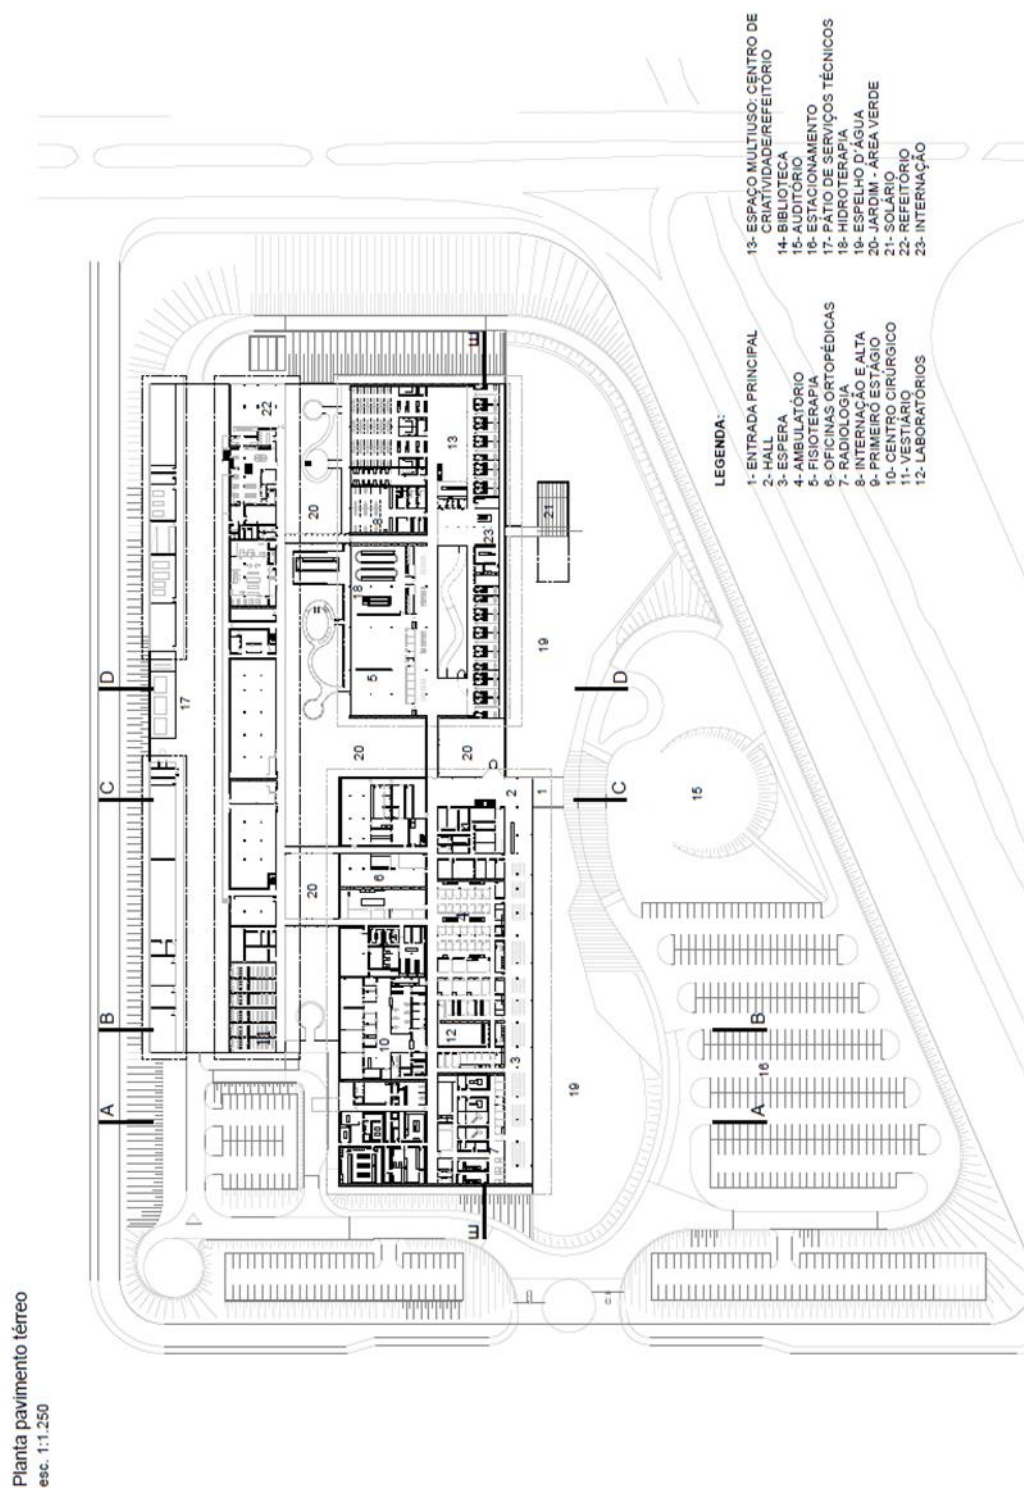 Planta pavimento térreo
esc. 1:1.250
A B C D
17
11 22
20 20
20 18
10 6 5 8
12 4 20 13
E E
7 23
3 2
1 19 21
19
C D
15
A B
16
LEGENDA:
1- ENTRADA PRINCIPAL
2- HALL
3- ESPERA
4- AMBULATÓRIO
5- FISIOTERAPIA
6- OFICINAS ORTOPÉDICAS
7- RADIOLOGIA
8- INTERNAÇÃO E ALTA
9- PRIMEIRO ESTÁGIO
10- CENTRO CIRÚRGICO
11- VESTIÁRIO
12- LABORATÓRIOS
13- ESPAÇO MULTIUSO: CENTRO DE
CRIATIVIDADE/REFEITÓRIO
14- BIBLIOTECA
15- AUDITÓRIO
16- ESTACIONAMENTO
17- PÁTIO DE SERVIÇOS TÉCNICOS
18- HIDROTERAPIA
19- ESPELHO D'ÁGUA
20- JARDIM - ÁREA VERDE
21- SOLÁRIO
22- REFEITÓRIO
23- INTERNAÇÃO